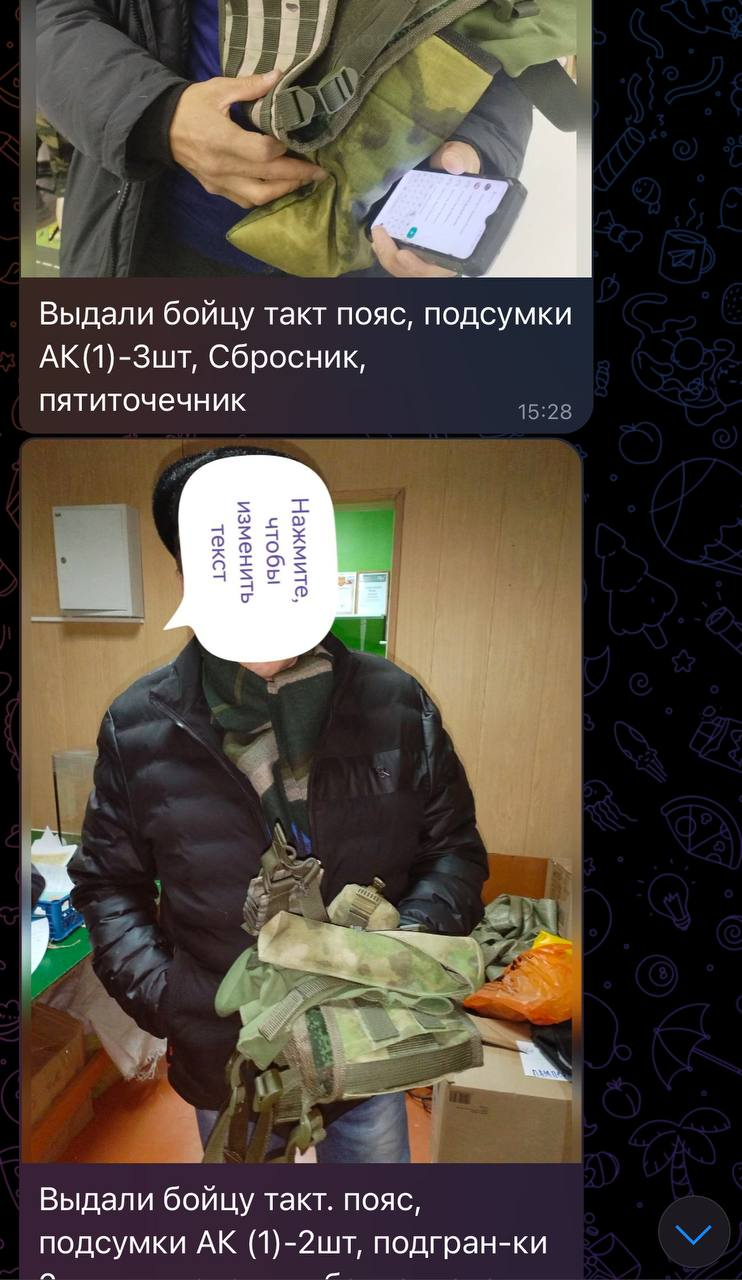 Выдали бойцу такт пояс, подсумки
АК(1)-3шт, Сбросник,
пятиточечник
15:28
Нажмите,
чтобы
изменить
текст
Выдали бойцу такт. пояс,
подсумки АК (1)-2шт, подгран-ки